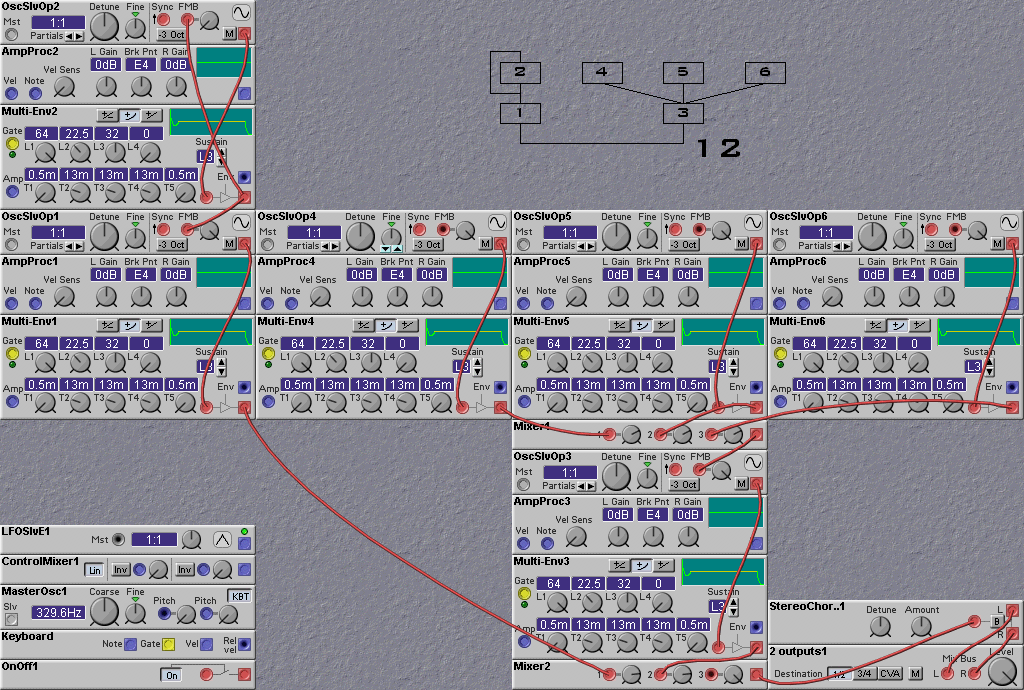 OscSlvOp2 Detune Fine Sync FMB
Mst 1:1
Partials -3 Oct M
AmpProc2 L Gain Brk Pnt R Gain
Vel Sens 0dB E4 0dB
Vel Note
Multi-Env2
Gate 64 22.5 32 0
L1 L2 L3 L4 Sustain
L3
Amp 0.5m 13m 13m 13m 0.5m Env
T1 T2 T3 T4 T5
2 4 5 6
1 3
12
OscSlvOp1 Detune Fine Sync FMB
Mst 1:1
Partials -3 Oct M
AmpProc1 L Gain Brk Pnt R Gain
Vel Sens 0dB E4 0dB
Vel Note
Multi-Env1
Gate 64 22.5 32 0
L1 L2 L3 L4 Sustain
L3
Amp 0.5m 13m 13m 13m 0.5m Env
T1 T2 T3 T4 T5
OscSlvOp4 Detune Fine Sync FMB
Mst 1:1
Partials -3 Oct M
AmpProc4 L Gain Brk Pnt R Gain
Vel Sens 0dB E4 0dB
Vel Note
Multi-Env4
Gate 64 22.5 32 0
L1 L2 L3 L4 Sustain
L3
Amp 0.5m 13m 13m 13m 0.5m Env
T1 T2 T3 T4 T5
OscSlvOp5 Detune Fine Sync FMB
Mst 1:1
Partials -3 Oct M
AmpProc5 L Gain Brk Pnt R Gain
Vel Sens 0dB E4 0dB
Vel Note
Multi-Env5
Gate 64 22.5 32 0
L1 L2 L3 L4 Sustain
L3
Amp 0.5m 13m 13m 13m 0.5m Env
T1 T2 T3 T4 T5
OscSlvOp6 Detune Fine Sync FMB
Mst 1:1
Partials -3 Oct M
AmpProc6 L Gain Brk Pnt R Gain
Vel Sens 0dB E4 0dB
Vel Note
Multi-Env6
Gate 64 22.5 32 0
L1 L2 L3 L4 Sustain
L3
Amp 0.5m 13m 13m 13m 0.5m Env
T1 T2 T3 T4 T5
Mixer1 1 2 3
OscSlvOp3 Detune Fine Sync FMB
Mst 1:1
Partials -3 Oct M
AmpProc3 L Gain Brk Pnt R Gain
Vel Sens 0dB E4 0dB
Vel Note
Multi-Env3
Gate 64 22.5 32 0
L1 L2 L3 L4 Sustain
L3
Amp 0.5m 13m 13m 13m 0.5m Env
T1 T2 T3 T4 T5
Mixer2 1 2 3
LFOSlvE1 Mst 1:1
ControlMixer1 Lin Inv Inv
MasterOsc1 Coarse Fine Pitch Pitch KBT
Slv 329.6Hz
Keyboard Note Gate Vel Rel vel
OnOff1 On
StereoChor..1 Detune Amount L
B
R
2 outputs1 Mix Bus Level
Destination 1/2 3/4 CVA M L R